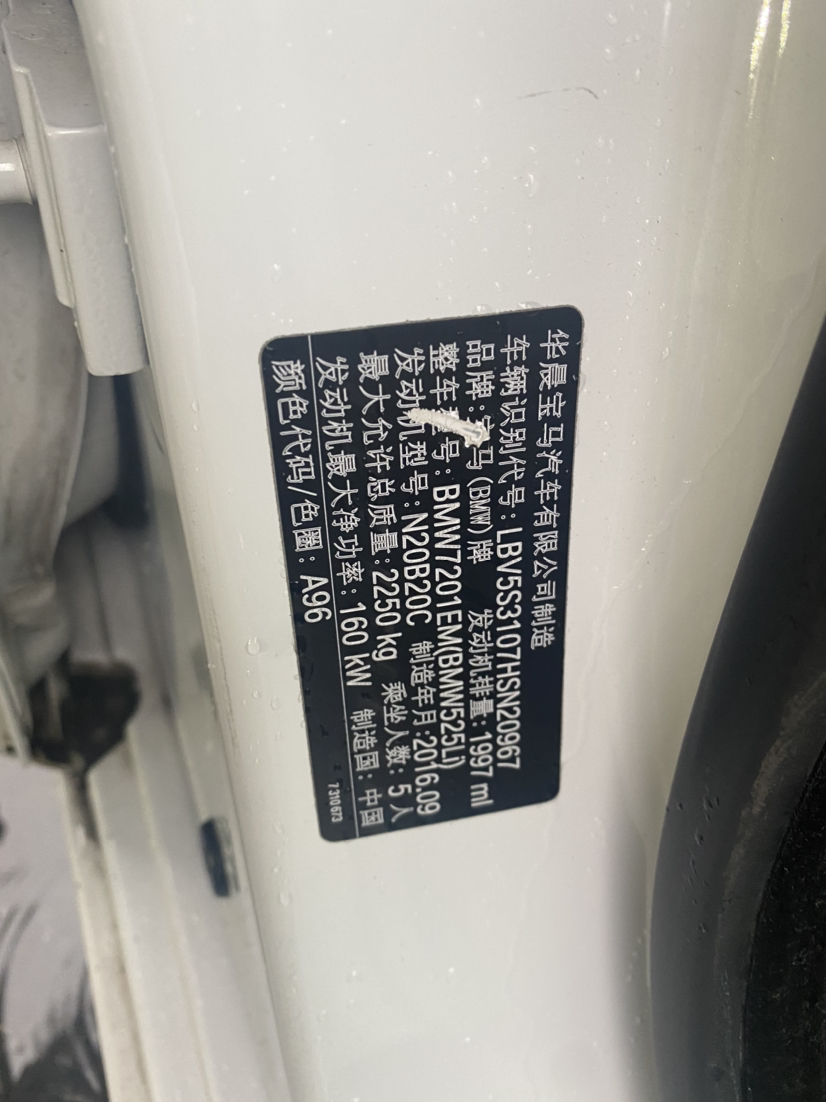 华晨宝马汽车有限公司制造
车辆识别代号: LBV5S3107HSN20967
品牌: 宝马(BMW)牌 发动机排量: 1997 ml
整车型号: BMW7201EM(BMW525Li)
发动机型号: N20B20C 制造年月: 2016.09
最大允许总质量: 2250 kg 乘坐人数: 5 人
发动机最大净功率: 160 kW 制造国: 中国
颜色代码/色圈: A96 7310673